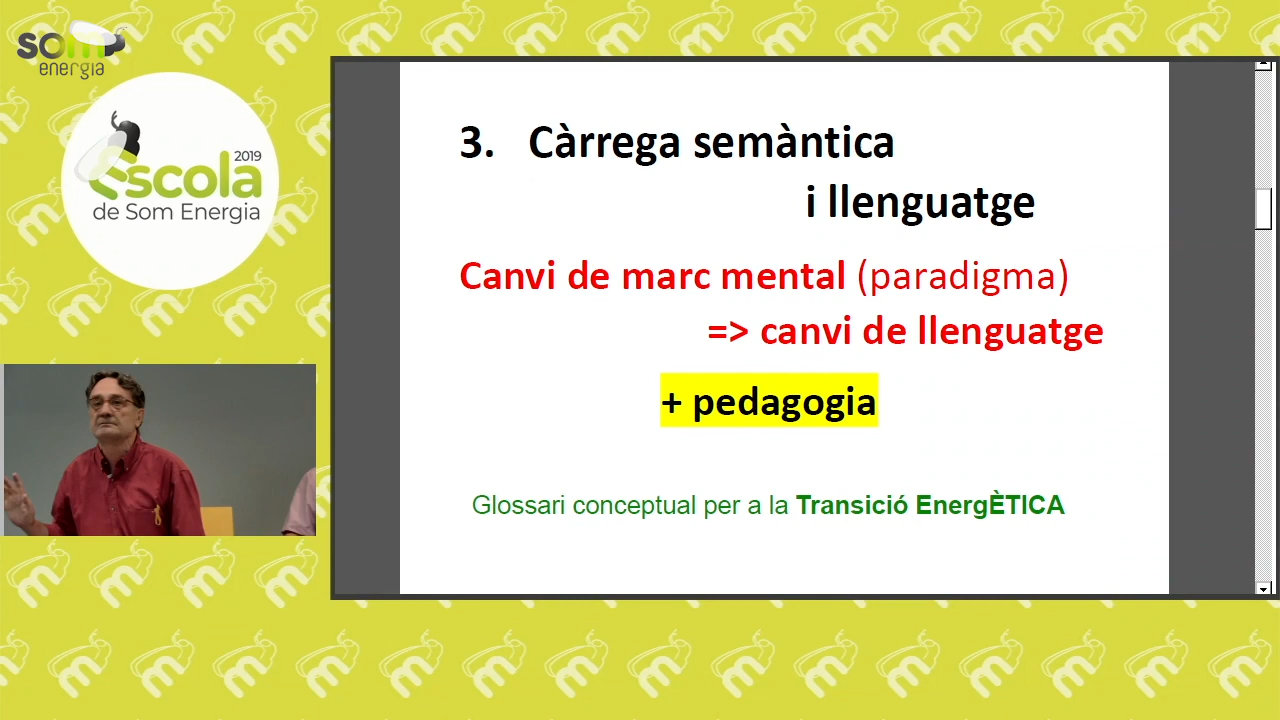 som
energia
2019
Escola
de Som Energia
3. Càrrega semàntica
i llenguatge
Canvi de marc mental (paradigma)
=> canvi de llenguatge
+ pedagogia
Glossari conceptual per a la Transició EnergÈTICA